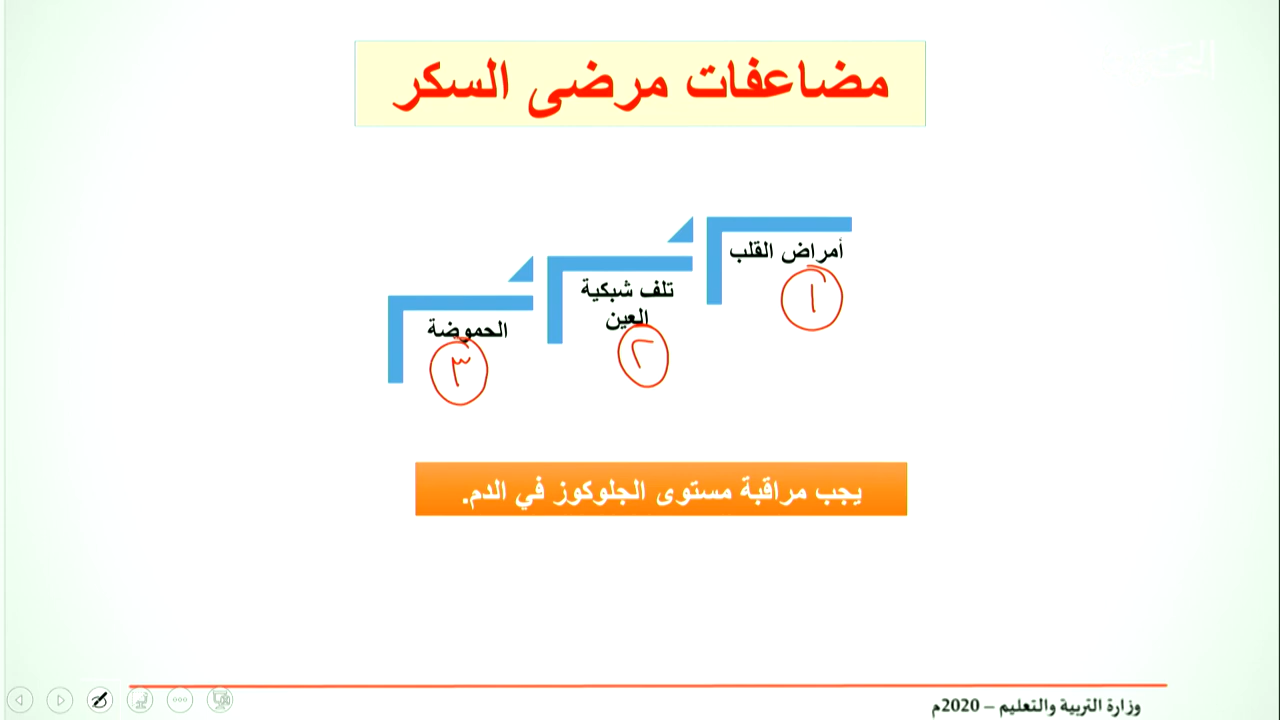 مضاعفات مرضى السكر
أمراض القلب
١
تلف شبكية
العين
٢
الحموضة
٣
يجب مراقبة مستوى الجلوكوز في الدم.
وزارة التربية والتعليم – 2020م